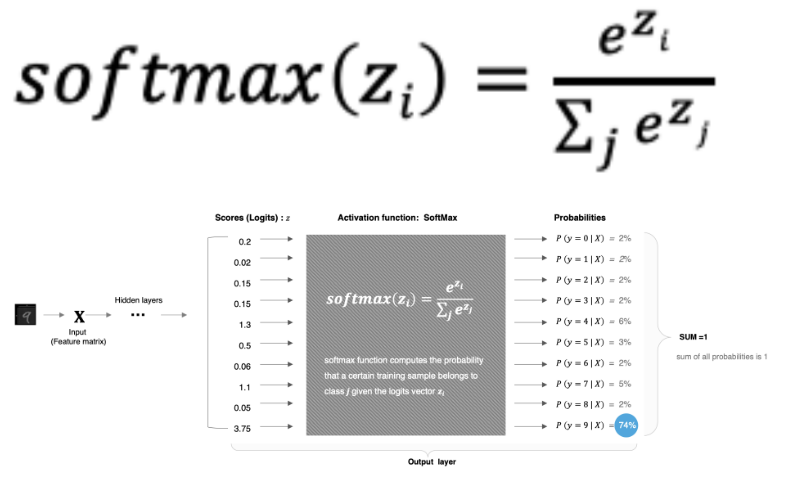 softmax(z_i) = e^{z_i} / Σ_j e^{z_j}
Scores (Logits) : z
Activation function: SoftMax
Probabilities
0.2
0.02
0.15
0.15
1.3
0.5
0.06
1.1
0.05
3.75
9
X
Input
(Feature matrix)
Hidden layers
...
softmax(z_i) = e^{z_i} / Σ_j e^{z_j}
softmax function computes the probability
that a certain training sample belongs to
class j given the logits vector z_i
P (y = 0 | X) = 2%
P (y = 1 | X) = 2%
P (y = 2 | X) = 2%
P (y = 3 | X) = 2%
P (y = 4 | X) = 6%
P (y = 5 | X) = 3%
P (y = 6 | X) = 2%
P (y = 7 | X) = 5%
P (y = 8 | X) = 2%
P (y = 9 | X) = 74%
SUM =1
sum of all probabilities is 1
Output layer